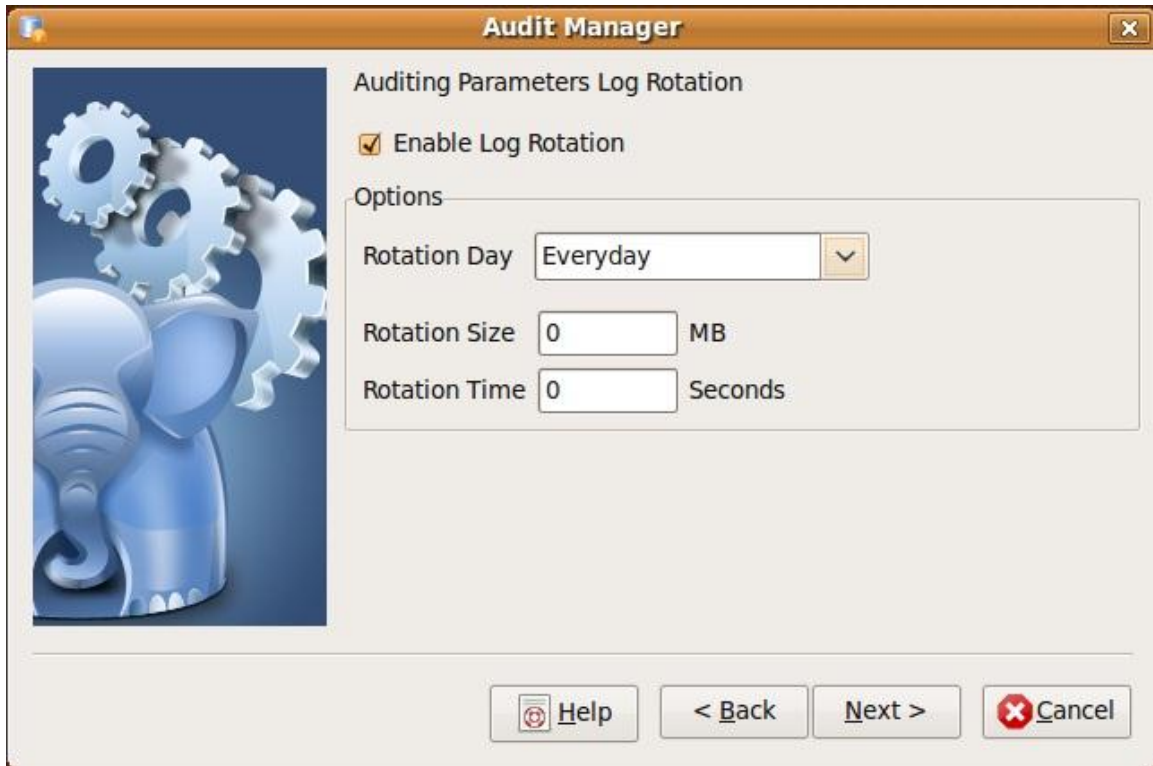 Audit Manager
Auditing Parameters Log Rotation
Enable Log Rotation
Options
Rotation Day Everyday
Rotation Size 0 MB
Rotation Time 0 Seconds
Help < Back Next > Cancel